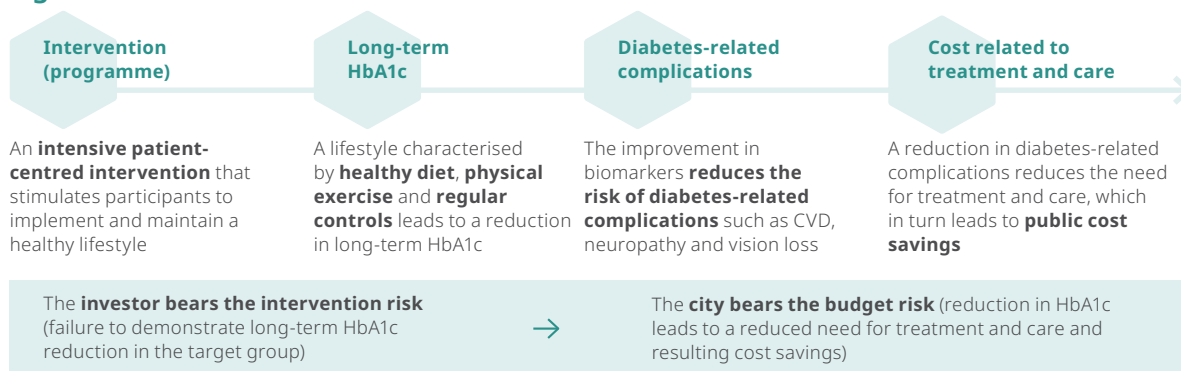 Intervention
(programme)
An intensive patient-
centred intervention that
stimulates participants to
implement and maintain a
healthy lifestyle
Long-term
HbA1c
A lifestyle characterised
by healthy diet, physical
exercise and regular
controls leads to a reduction
in long-term HbA1c
Diabetes-related
complications
The improvement in
biomarkers reduces the
risk of diabetes-related
complications such as CVD,
neuropathy and vision loss
Cost related to
treatment and care
A reduction in diabetes-related
complications reduces the need
for treatment and care, which
in turn leads to public cost
savings
The investor bears the intervention risk
(failure to demonstrate long-term HbA1c
reduction in the target group)
→
The city bears the budget risk (reduction in HbA1c
leads to a reduced need for treatment and care and
resulting cost savings)